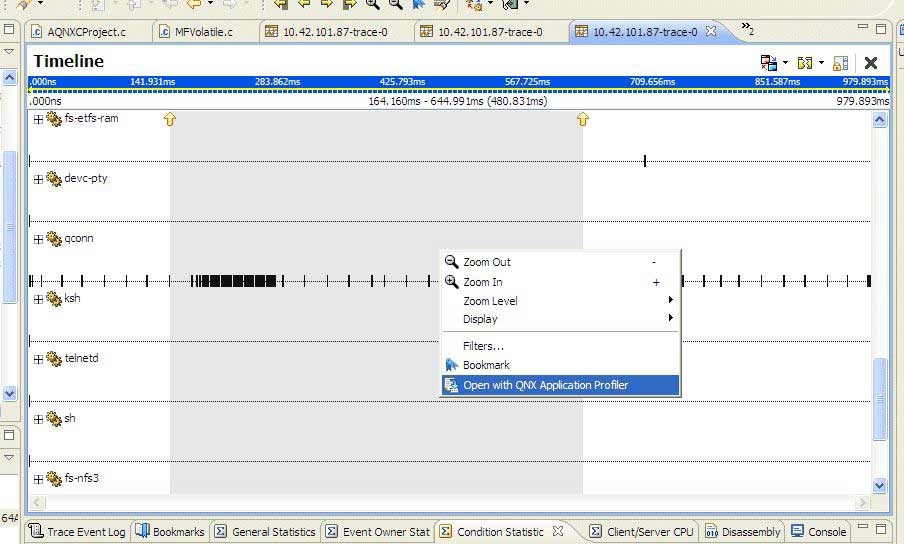 AQNXCProject.c MFVolatile.c 10.42.101.87-trace-0 10.42.101.87-trace-0 10.42.101.87-trace-0 2
Timeline
.000ns 141.931ms 283.862ms 425.793ms 567.725ms 709.656ms 851.587ms 979.893ms
.000ns 164.160ms - 644.991ms (480.831ms) 979.893ms
fs-etfs-ram
devc-pty
qconn
Zoom Out -
Zoom In +
ksh
Zoom Level
Display
Filters...
telnetd
Bookmark
Open with QNX Application Profiler
sh
fs-nfs3
64A
Trace Event Log Bookmarks General Statistics Event Owner Stat Condition Statistic Client/Server CPU Disassembly Console